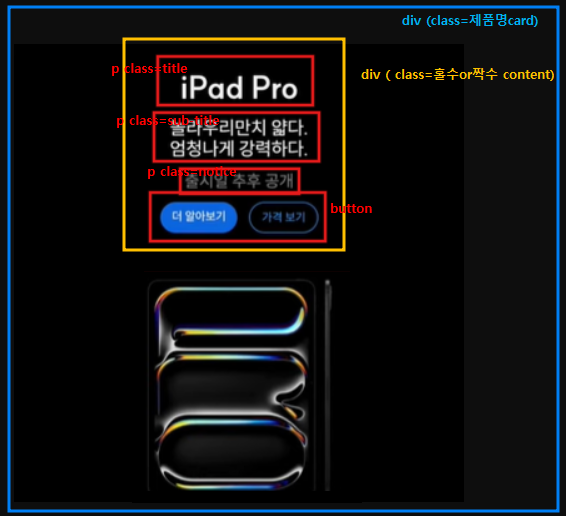 div (class=제품명card)
div ( class=홀수or짝수 content)
p class=title
iPad Pro
p class=sub-title
놀라우리만치 얇다.
엄청나게 강력하다.
p class=notice
출시일 추후 공개
더 알아보기
가격 보기
button